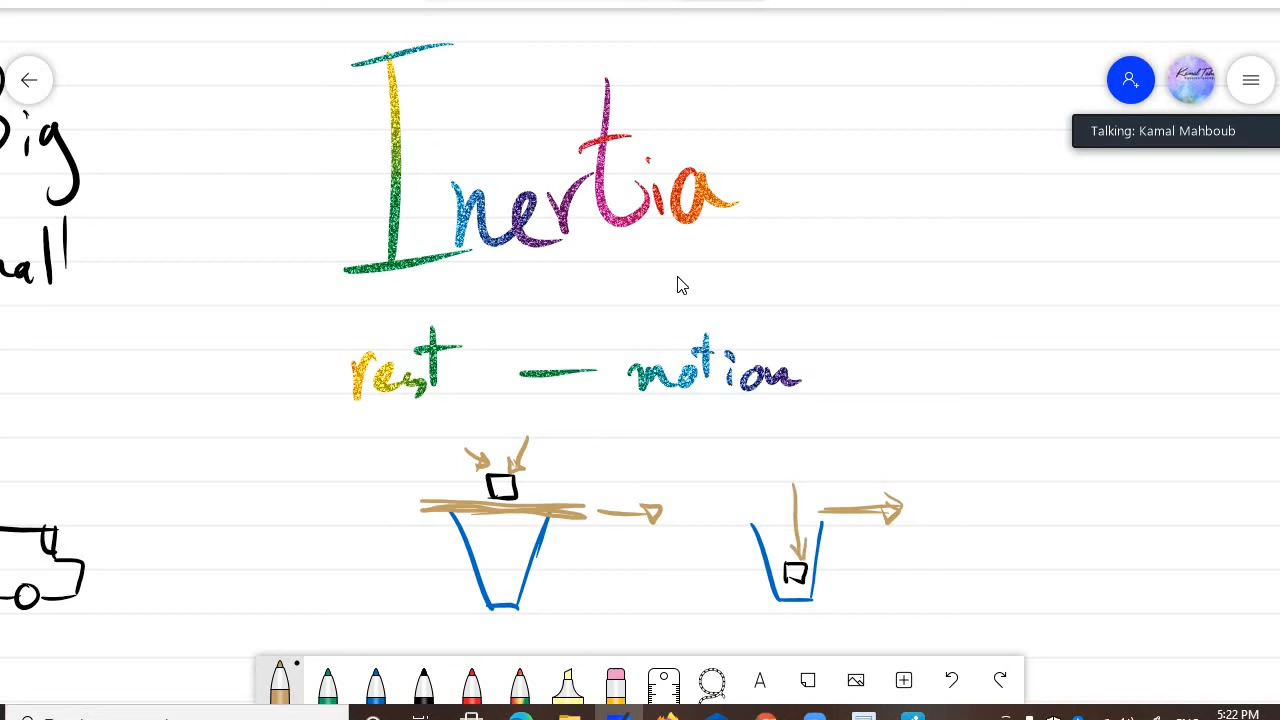 Inertia
Talking: Kamal Mahboub
rest — motion
A
5:22 PM